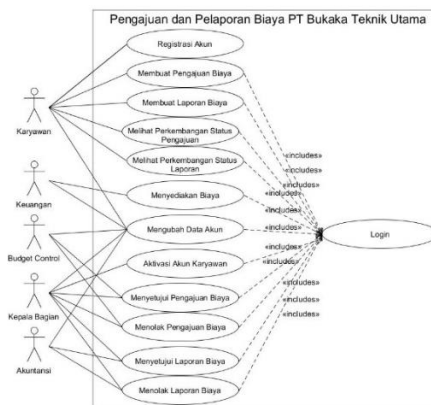 Pengajuan dan Pelaporan Biaya PT Bukaka Teknik Utama
Registrasi Akun
Membuat Pengajuan Biaya
Membuat Laporan Biaya
Karyawan
Melihat Perkembangan Status
Pengajuan
«includes»
Melihat Perkembangan Status
Laporan
«includes»
«includes»
Keuangan
Menyediakan Biaya
«includes»
«includes»
Mengubah Data Akun
«includes»
Login
Budget Control
«includes»
Aktivasi Akun Karyawan
«includes»
Kepala Bagian
Menyetujui Pengajuan Biaya
«includes»
Menolak Pengajuan Biaya
«includes»
«includes»
Akuntansi
Menyetujui Laporan Biaya
Menolak Laporan Biaya